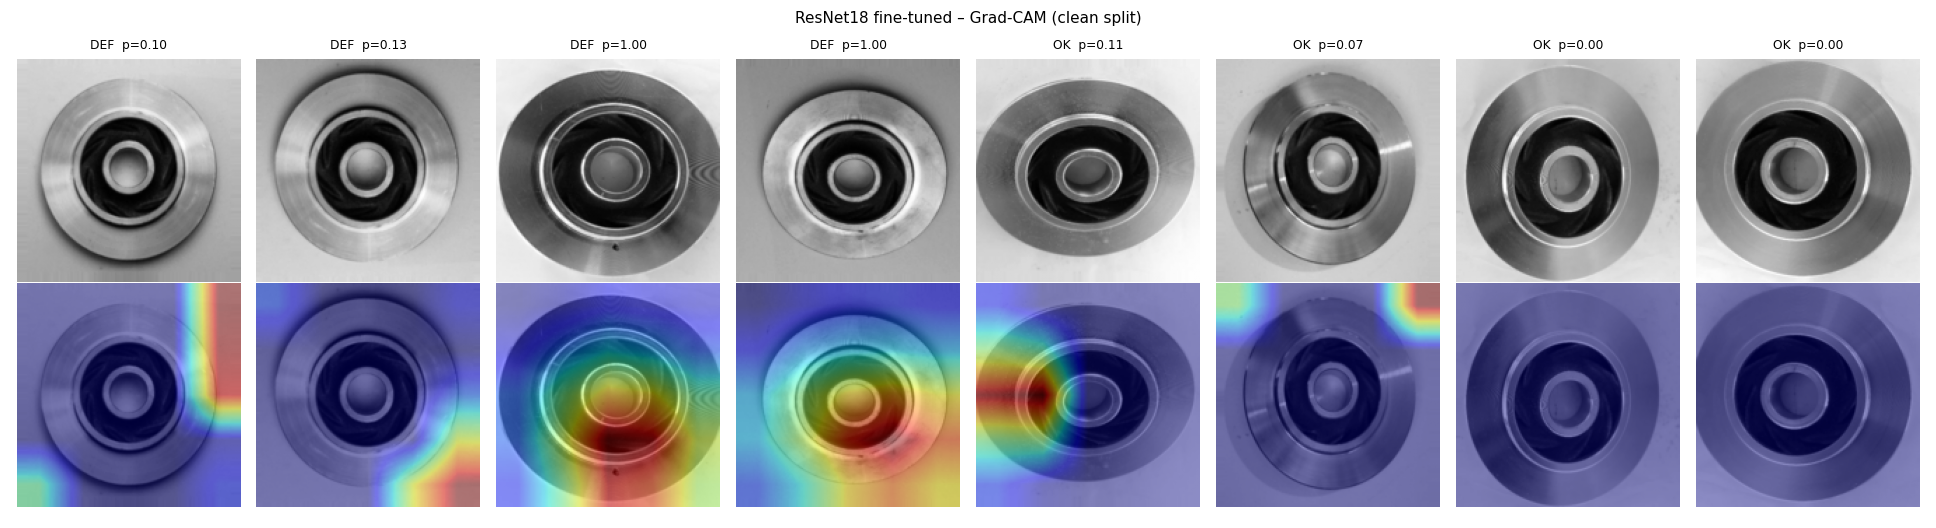 ResNet18 fine-tuned – Grad-CAM (clean split)
DEF p=0.10
DEF p=0.13
DEF p=1.00
DEF p=1.00
OK p=0.11
OK p=0.07
OK p=0.00
OK p=0.00